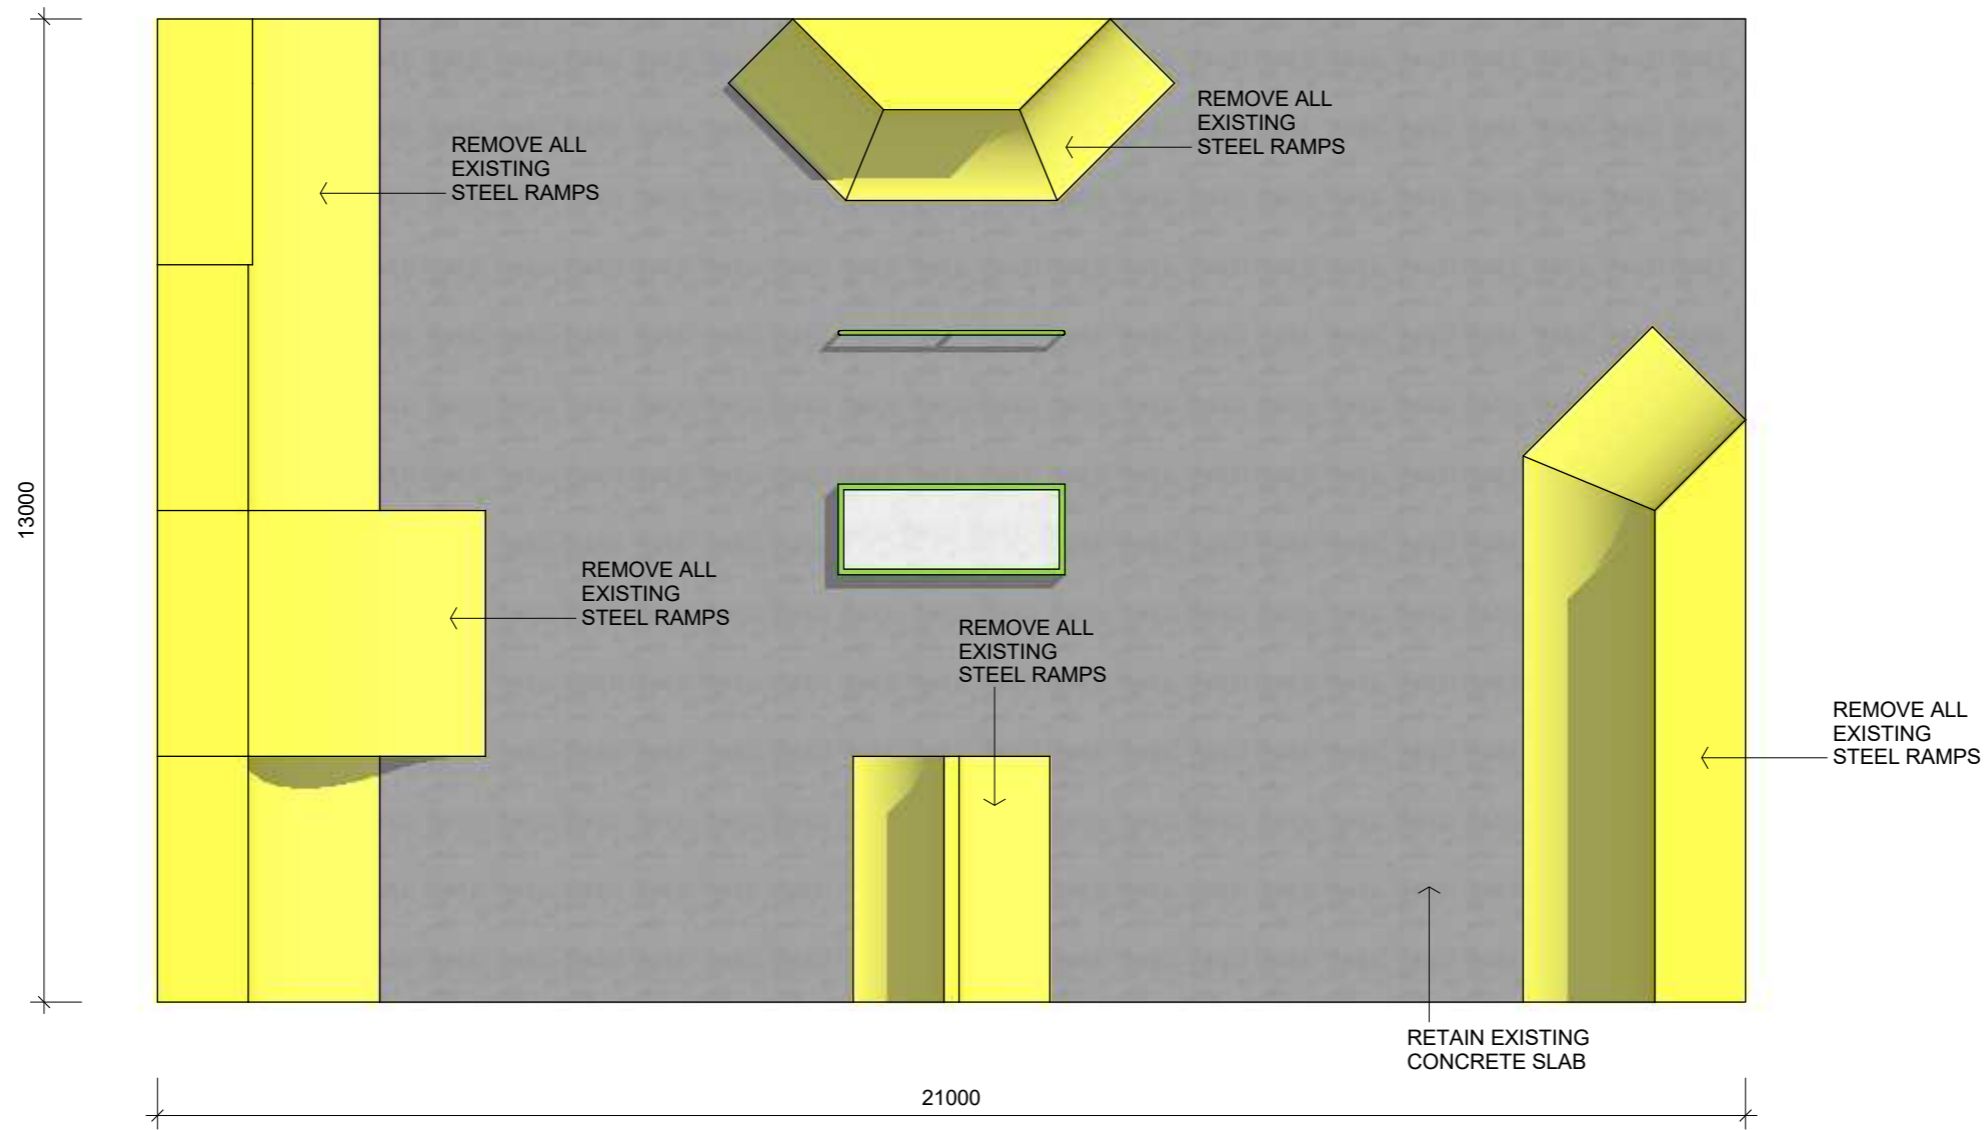 REMOVE ALL
EXISTING
STEEL RAMPS
REMOVE ALL
EXISTING
STEEL RAMPS
13000
REMOVE ALL
EXISTING
STEEL RAMPS
REMOVE ALL
EXISTING
STEEL RAMPS
REMOVE ALL
EXISTING
STEEL RAMPS
RETAIN EXISTING
CONCRETE SLAB
21000